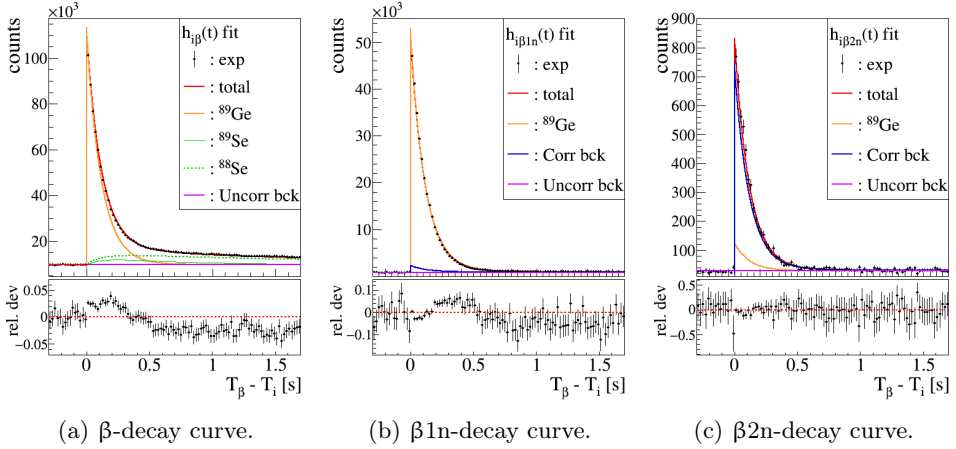 ×10³
counts
100
80
60
40
20
h_iβ(t) fit
: exp
: total
: ⁸⁹Ge
: ⁸⁹Se
: ⁸⁸Se
: Uncorr bck
rel. dev
0.05
0
−0.05
0 0.5 1 1.5
T_β - T_i [s]
(a) β-decay curve.
×10³
counts
50
40
30
20
10
h_iβ1n(t) fit
: exp
: total
: ⁸⁹Ge
: Corr bck
: Uncorr bck
rel. dev
0.1
0
−0.1
0 0.5 1 1.5
T_β - T_i [s]
(b) β1n-decay curve.
counts
900
800
700
600
500
400
300
200
100
h_iβ2n(t) fit
: exp
: total
: ⁸⁹Ge
: Corr bck
: Uncorr bck
rel. dev
0.5
0
−0.5
0 0.5 1 1.5
T_β - T_i [s]
(c) β2n-decay curve.